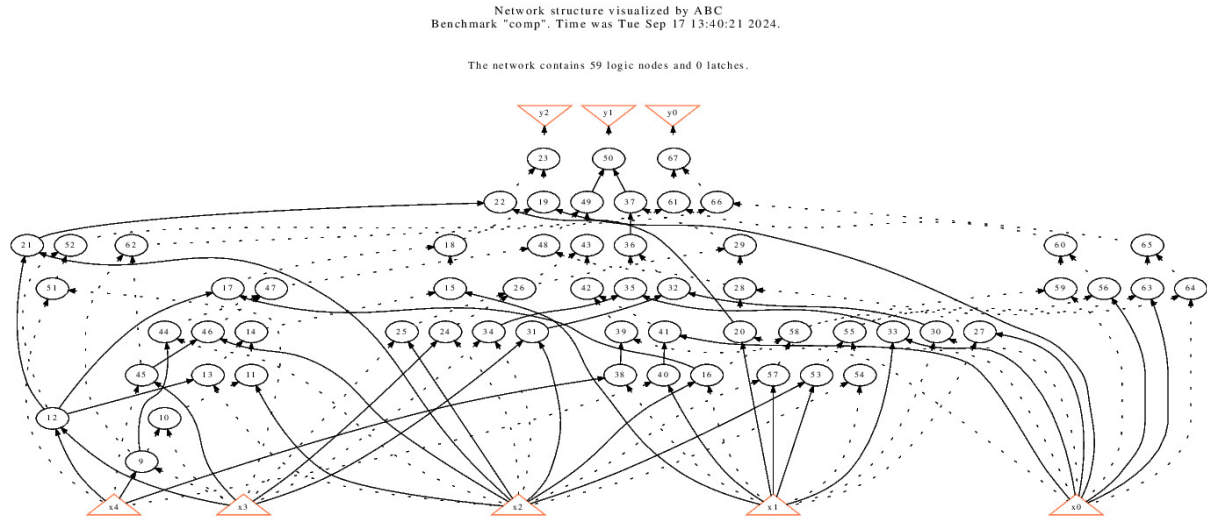 Network structure visualized by ABC
Benchmark "comp". Time was Tue Sep 17 13:40:21 2024.
The network contains 59 logic nodes and 0 latches.
y2 y1 y0
23 50 67
22 19 49 37 61 66
21 52 62 18 48 43 36 29 60 65
51 17 47 15 26 42 35 32 28 59 56 63 64
44 46 14 25 24 34 31 39 41 20 58 55 33 30 27
45 13 11 38 40 16 57 53 54
12 10
9
x4 x3 x2 x1 x0